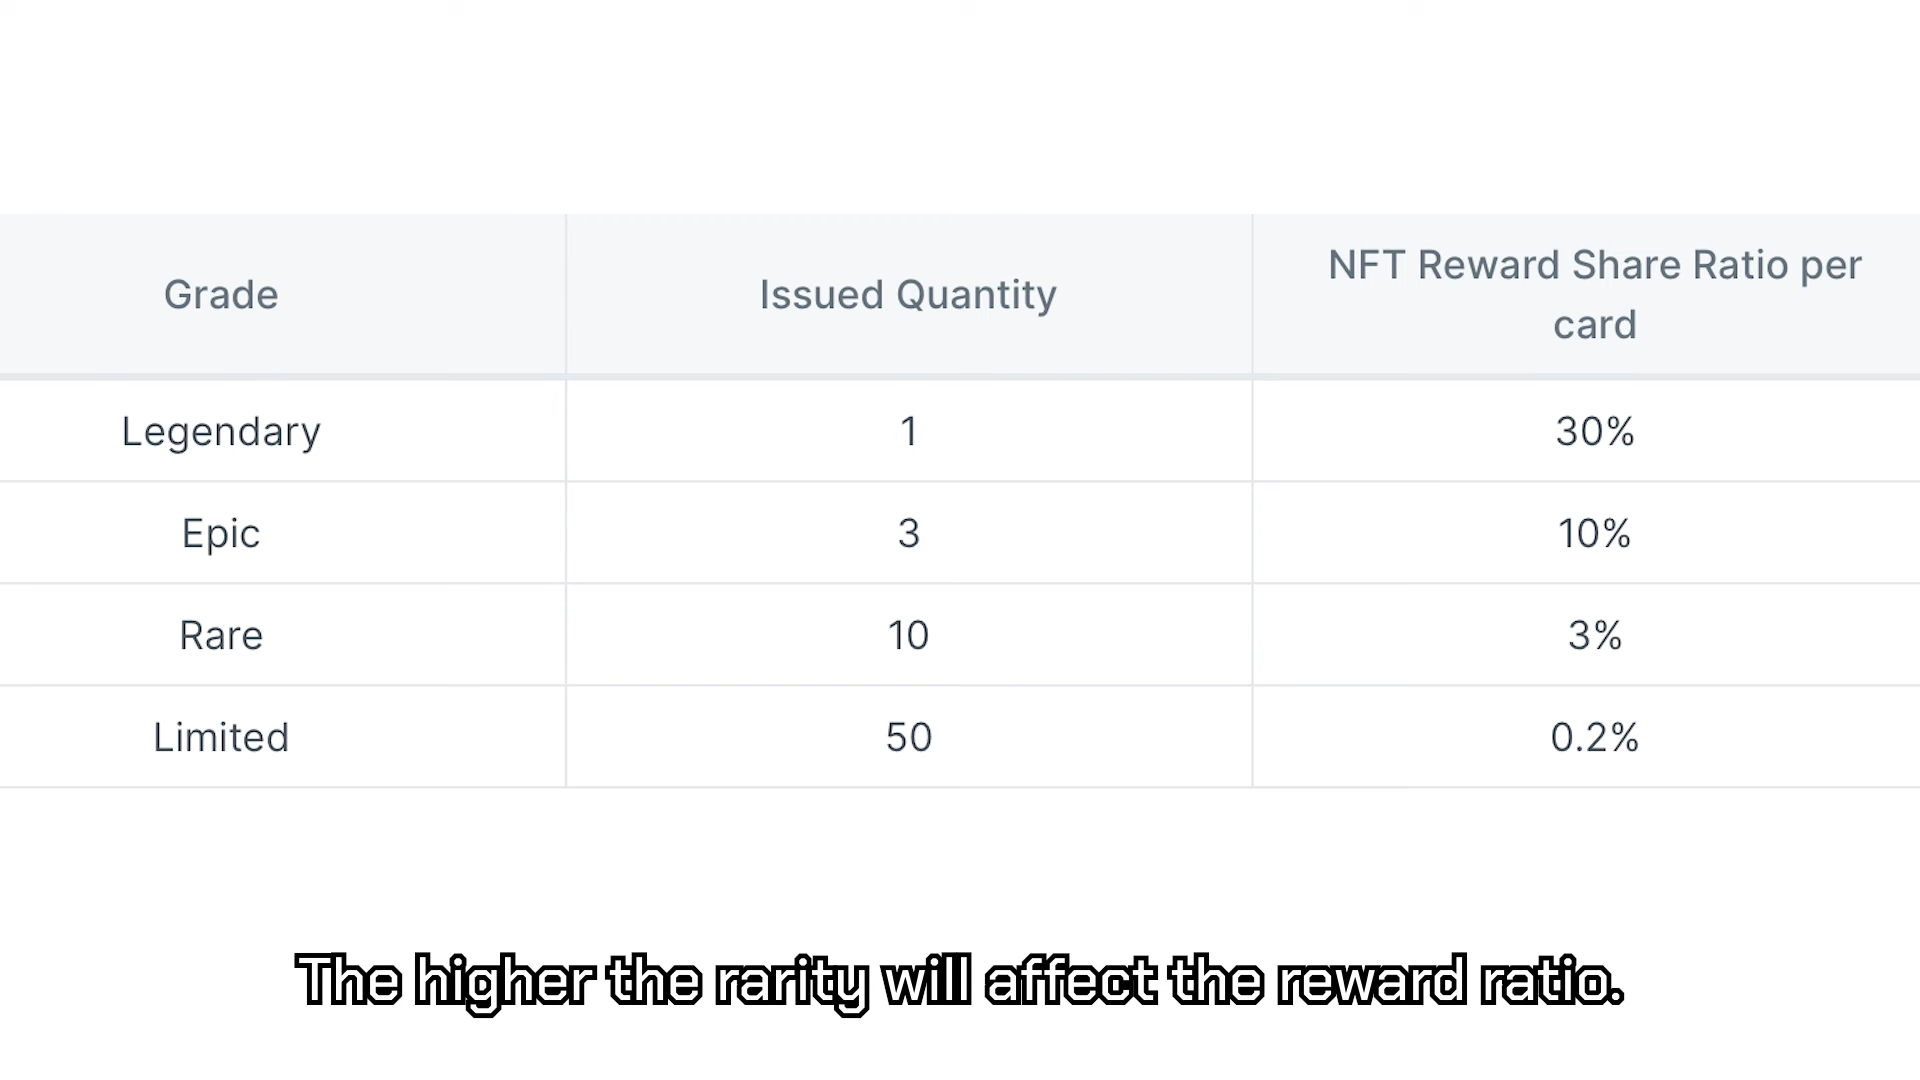 Grade Issued Quantity NFT Reward Share Ratio per
card
Legendary 1 30%
Epic 3 10%
Rare 10 3%
Limited 50 0.2%
The higher the rarity will affect the reward ratio.